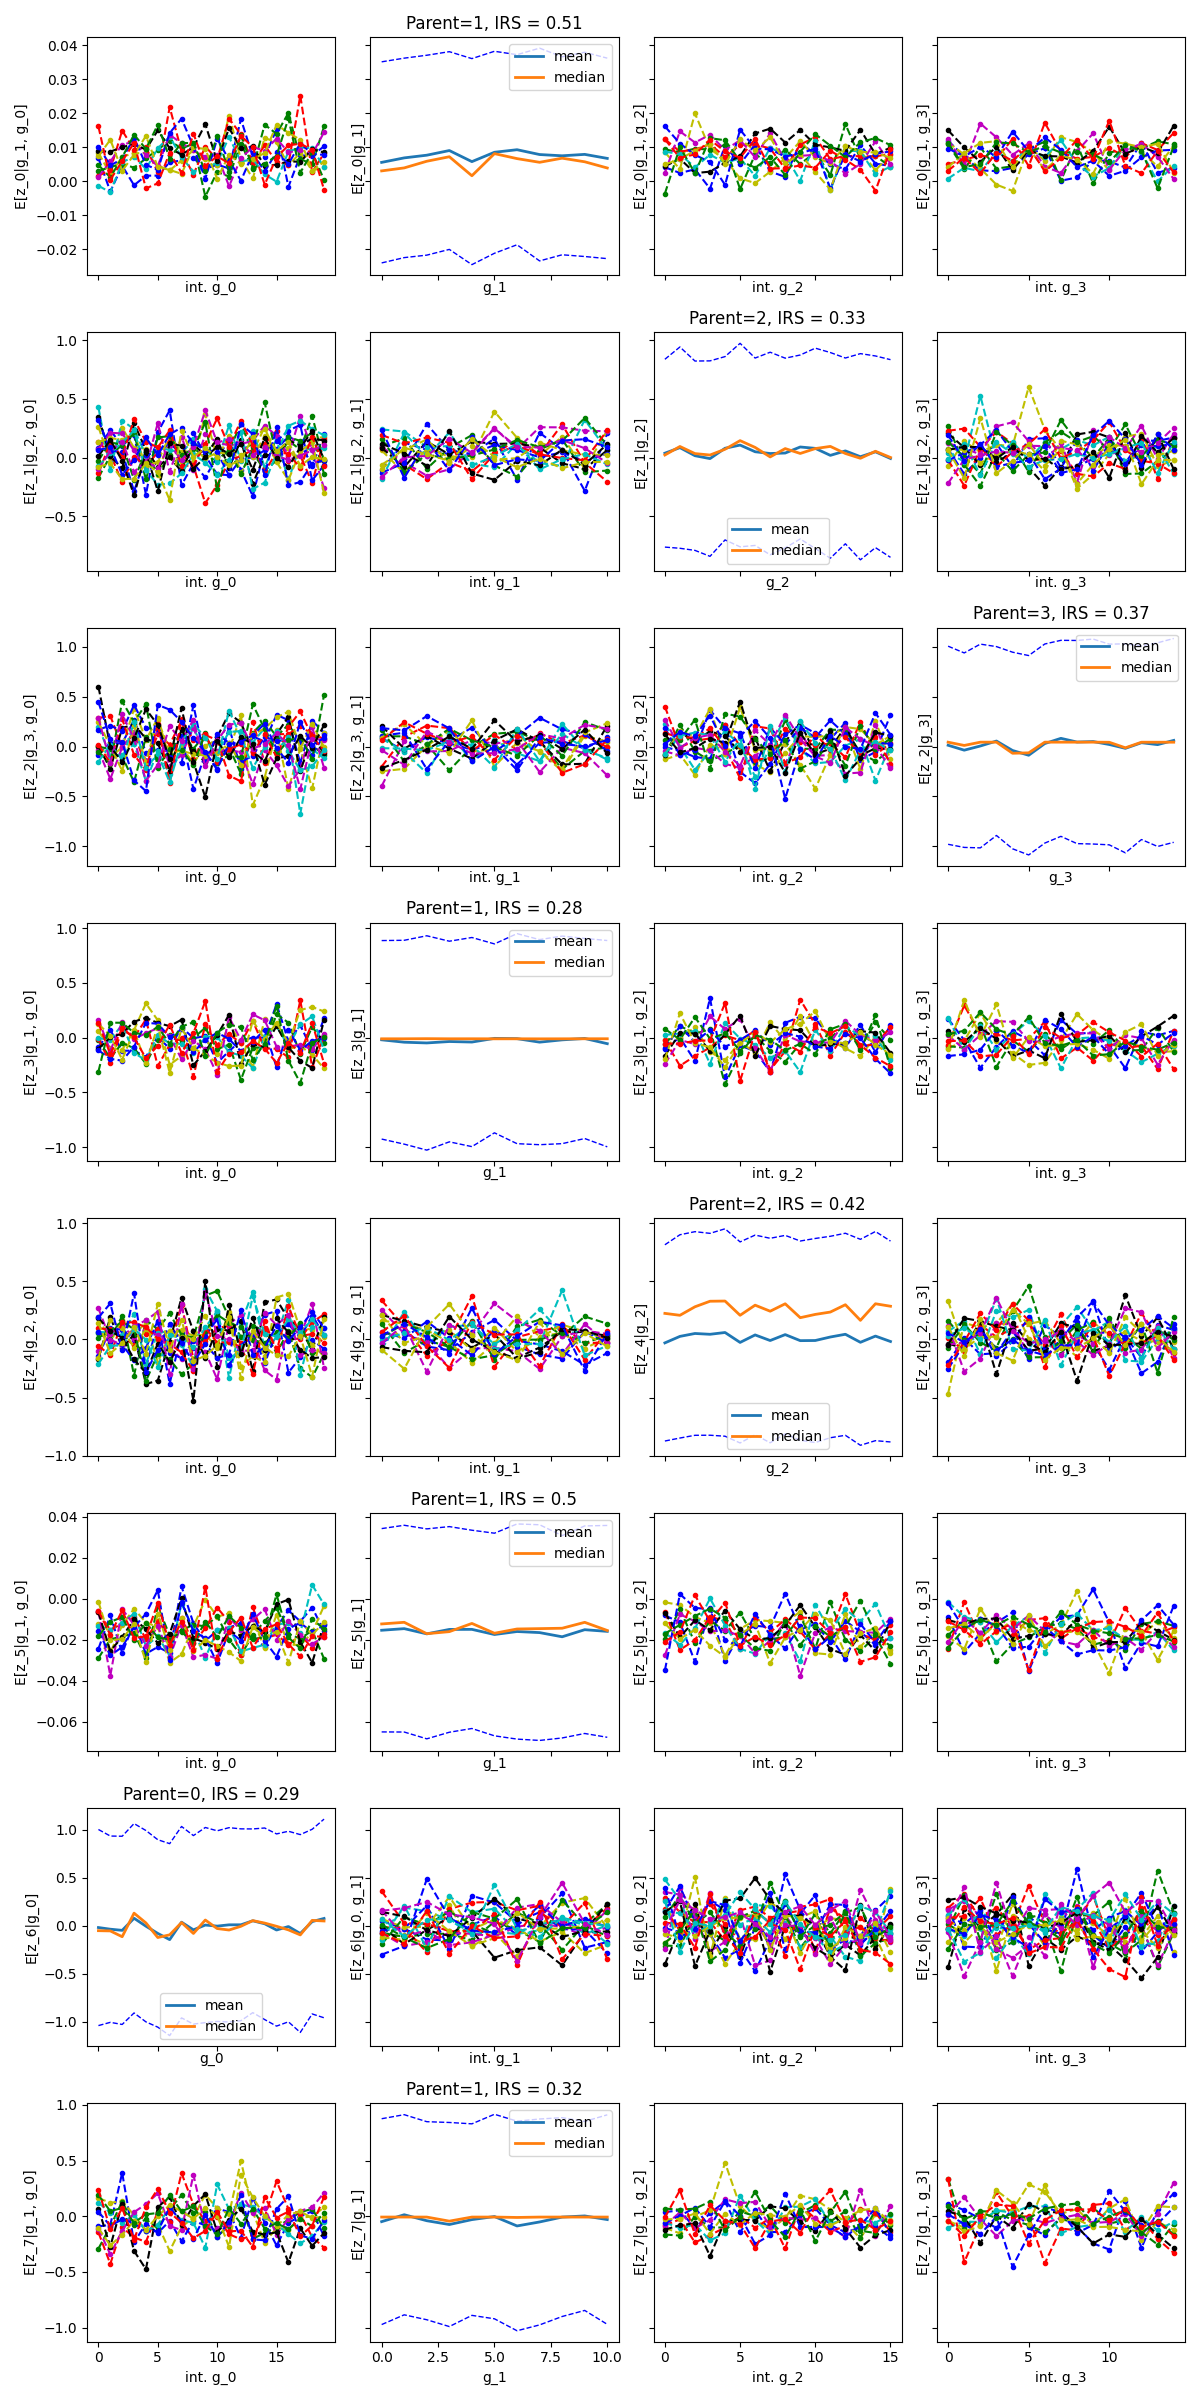 Parent=1, IRS = 0.51
E[z_0|g_1, g_0]
0.04
0.03
0.02
0.01
0.00
−0.01
−0.02
int. g_0
E[z_0|g_1]
mean
median
g_1
E[z_0|g_1, g_2]
int. g_2
E[z_0|g_1, g_3]
int. g_3
Parent=2, IRS = 0.33
E[z_1|g_2, g_0]
1.0
0.5
0.0
−0.5
int. g_0
E[z_1|g_2, g_1]
int. g_1
E[z_1|g_2]
mean
median
g_2
E[z_1|g_2, g_3]
int. g_3
Parent=3, IRS = 0.37
E[z_2|g_3, g_0]
1.0
0.5
0.0
−0.5
−1.0
int. g_0
E[z_2|g_3, g_1]
int. g_1
E[z_2|g_3, g_2]
int. g_2
E[z_2|g_3]
mean
median
g_3
Parent=1, IRS = 0.28
E[z_3|g_1, g_0]
1.0
0.5
0.0
−0.5
−1.0
int. g_0
E[z_3|g_1]
mean
median
g_1
E[z_3|g_1, g_2]
int. g_2
E[z_3|g_1, g_3]
int. g_3
Parent=2, IRS = 0.42
E[z_4|g_2, g_0]
1.0
0.5
0.0
−0.5
−1.0
int. g_0
E[z_4|g_2, g_1]
int. g_1
E[z_4|g_2]
mean
median
g_2
E[z_4|g_2, g_3]
int. g_3
Parent=1, IRS = 0.5
E[z_5|g_1, g_0]
0.04
0.02
0.00
−0.02
−0.04
−0.06
int. g_0
E[z_5|g_1]
mean
median
g_1
E[z_5|g_1, g_2]
int. g_2
E[z_5|g_1, g_3]
int. g_3
Parent=0, IRS = 0.29
E[z_6|g_0]
1.0
0.5
0.0
−0.5
−1.0
mean
median
g_0
E[z_6|g_0, g_1]
int. g_1
E[z_6|g_0, g_2]
int. g_2
E[z_6|g_0, g_3]
int. g_3
Parent=1, IRS = 0.32
E[z_7|g_1, g_0]
1.0
0.5
0.0
−0.5
−1.0
0 5 10 15
int. g_0
E[z_7|g_1]
mean
median
0.0 2.5 5.0 7.5 10.0
g_1
E[z_7|g_1, g_2]
0 5 10 15
int. g_2
E[z_7|g_1, g_3]
0 5 10
int. g_3